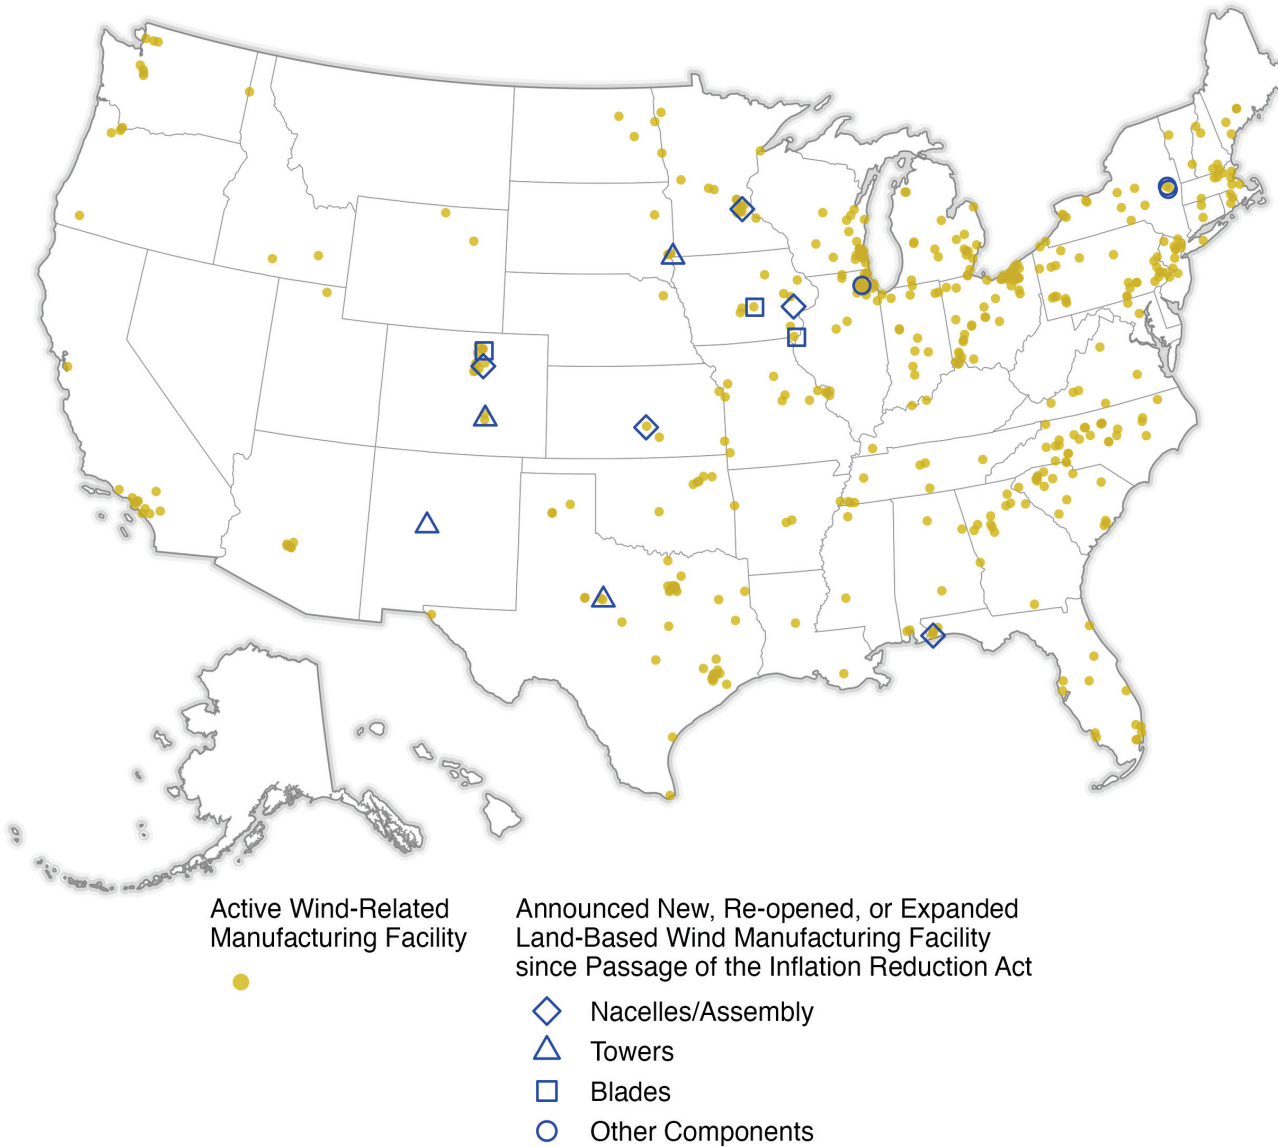 Active Wind-Related
Manufacturing Facility
Announced New, Re-opened, or Expanded
Land-Based Wind Manufacturing Facility
since Passage of the Inflation Reduction Act
Nacelles/Assembly
Towers
Blades
Other Components